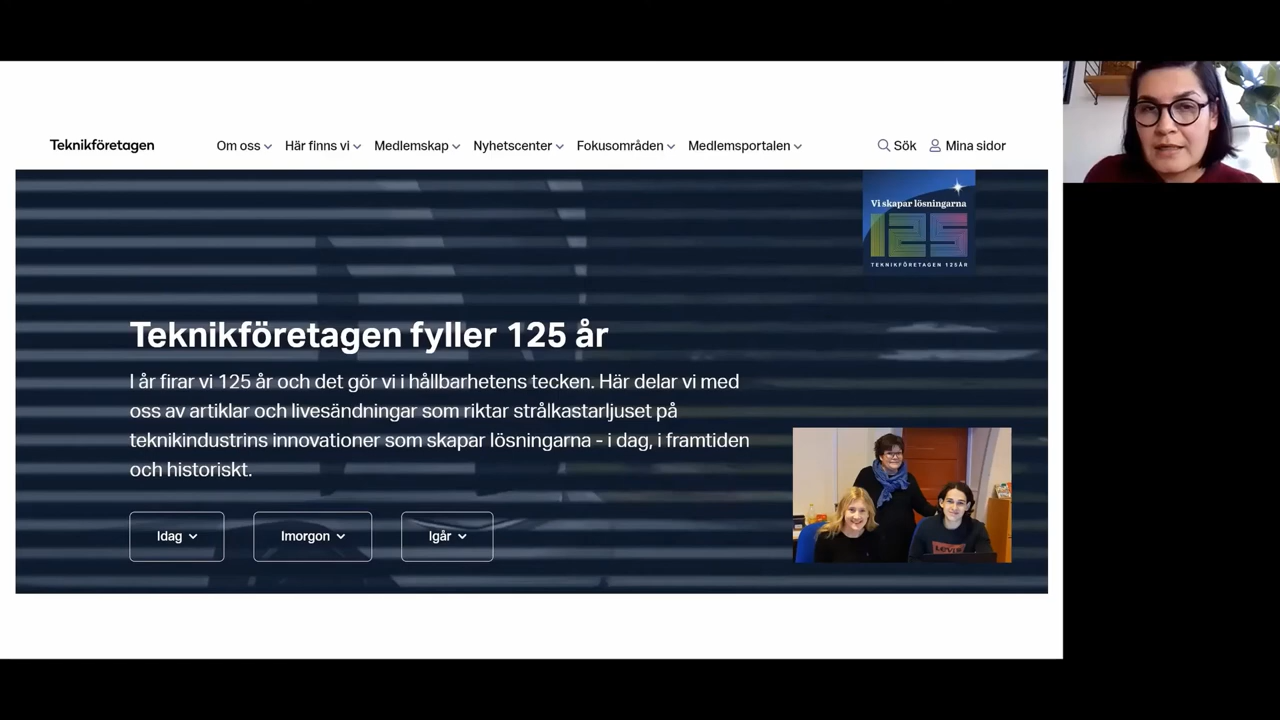 Teknikföretagen
Om oss Här finns vi Medlemskap Nyhetscenter Fokusområden Medlemsportalen Sök Mina sidor
Vi skapar lösningarna
125
TEKNIKFÖRETAGEN 125ÅR
Teknikföretagen fyller 125 år
I år firar vi 125 år och det gör vi i hållbarhetens tecken. Här delar vi med
oss av artiklar och livesändningar som riktar strålkastarljuset på
teknikindustrins innovationer som skapar lösningarna - i dag, i framtiden
och historiskt.
Idag Imorgon Igår
LEVI'S